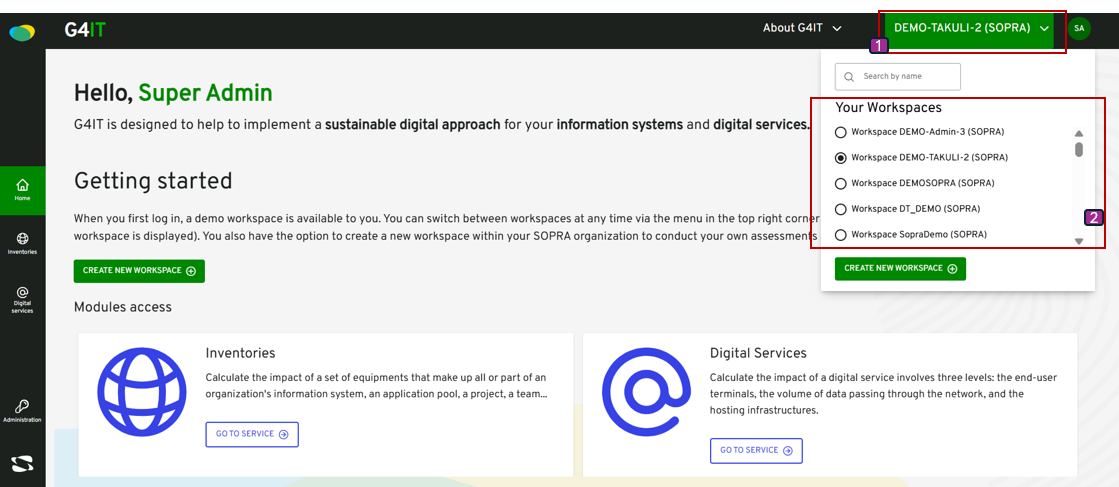 G4IT
About G4IT
DEMO-TAKULI-2 (SOPRA)
SA
1
Search by name
Your Workspaces
Workspace DEMO-Admin-3 (SOPRA)
Workspace DEMO-TAKULI-2 (SOPRA)
Workspace DEMOSOPRA (SOPRA)
Workspace DT_DEMO (SOPRA)
Workspace SopraDemo (SOPRA)
2
CREATE NEW WORKSPACE
Home
Inventories
Digital
services
Administration
Hello, Super Admin
G4IT is designed to help to implement a sustainable digital approach for your information systems and digital services.
Getting started
When you first log in, a demo workspace is available to you. You can switch between workspaces at any time via the menu in the top right corner
workspace is displayed). You also have the option to create a new workspace within your SOPRA organization to conduct your own assessments
CREATE NEW WORKSPACE
Modules access
Inventories
Calculate the impact of a set of equipments that make up all or part of an
organization's information system, an application pool, a project, a team...
GO TO SERVICE
Digital Services
Calculate the impact of a digital service involves three levels: the end-user
terminals, the volume of data passing through the network, and the
hosting infrastructures.
GO TO SERVICE